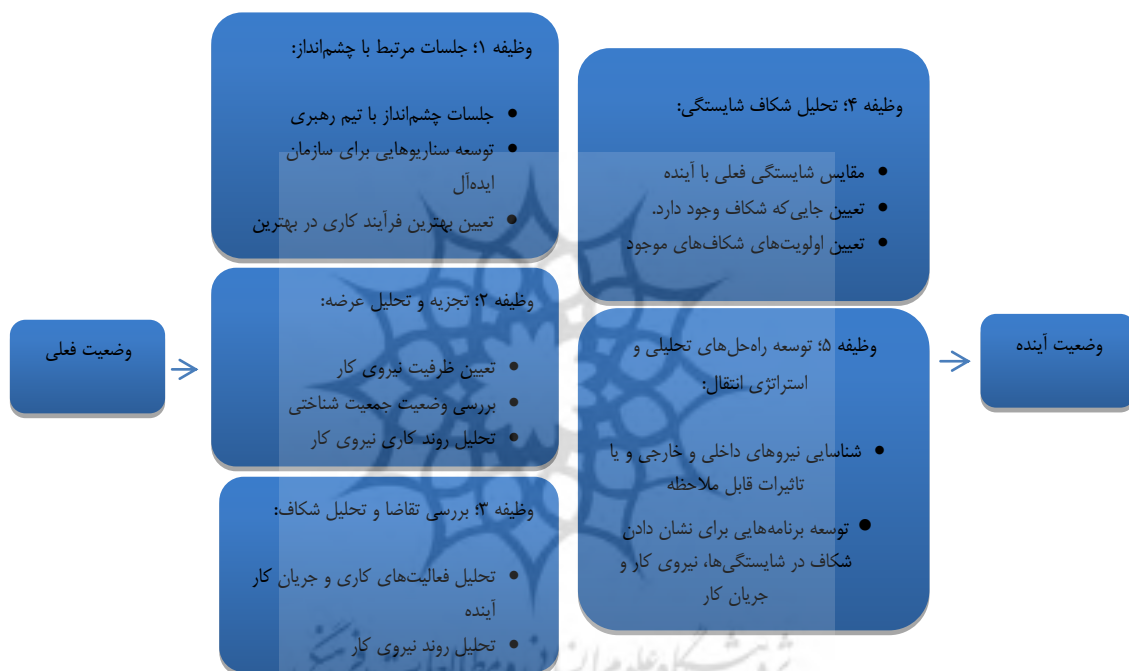 وضعیت فعلی
وظیفه ۱؛ جلسات مرتبط با چشم‌انداز:
• جلسات چشم‌انداز با تیم رهبری
• توسعه سناریوهایی برای سازمان
ایده‌آل
• تعیین بهترین فرآیند کاری در بهترین
وظیفه ۲؛ تجزیه و تحلیل عرضه:
• تعیین ظرفیت نیروی کار
• بررسی وضعیت جمعیت شناختی
• تحلیل روند کاری نیروی کار
وظیفه ۳؛ بررسی تقاضا و تحلیل شکاف:
• تحلیل فعالیت‌های کاری و جریان کار
آینده
• تحلیل روند نیروی کار
وظیفه ۴؛ تحلیل شکاف شایستگی:
• مقایس شایستگی فعلی با آینده
• تعیین جایی‌که شکاف وجود دارد.
• تعیین اولویت‌های شکاف‌های موجود
وظیفه ۵؛ توسعه راه‌حل‌های تحلیلی و
استراتژی انتقال:
• شناسایی نیروهای داخلی و خارجی و یا
تاثیرات قابل ملاحظه
• توسعه برنامه‌هایی برای نشان دادن
شکاف در شایستگی‌ها، نیروی کار و
جریان کار
وضعیت آینده
پژوهشگاه علوم انسانی و مطالعات فرهنگی